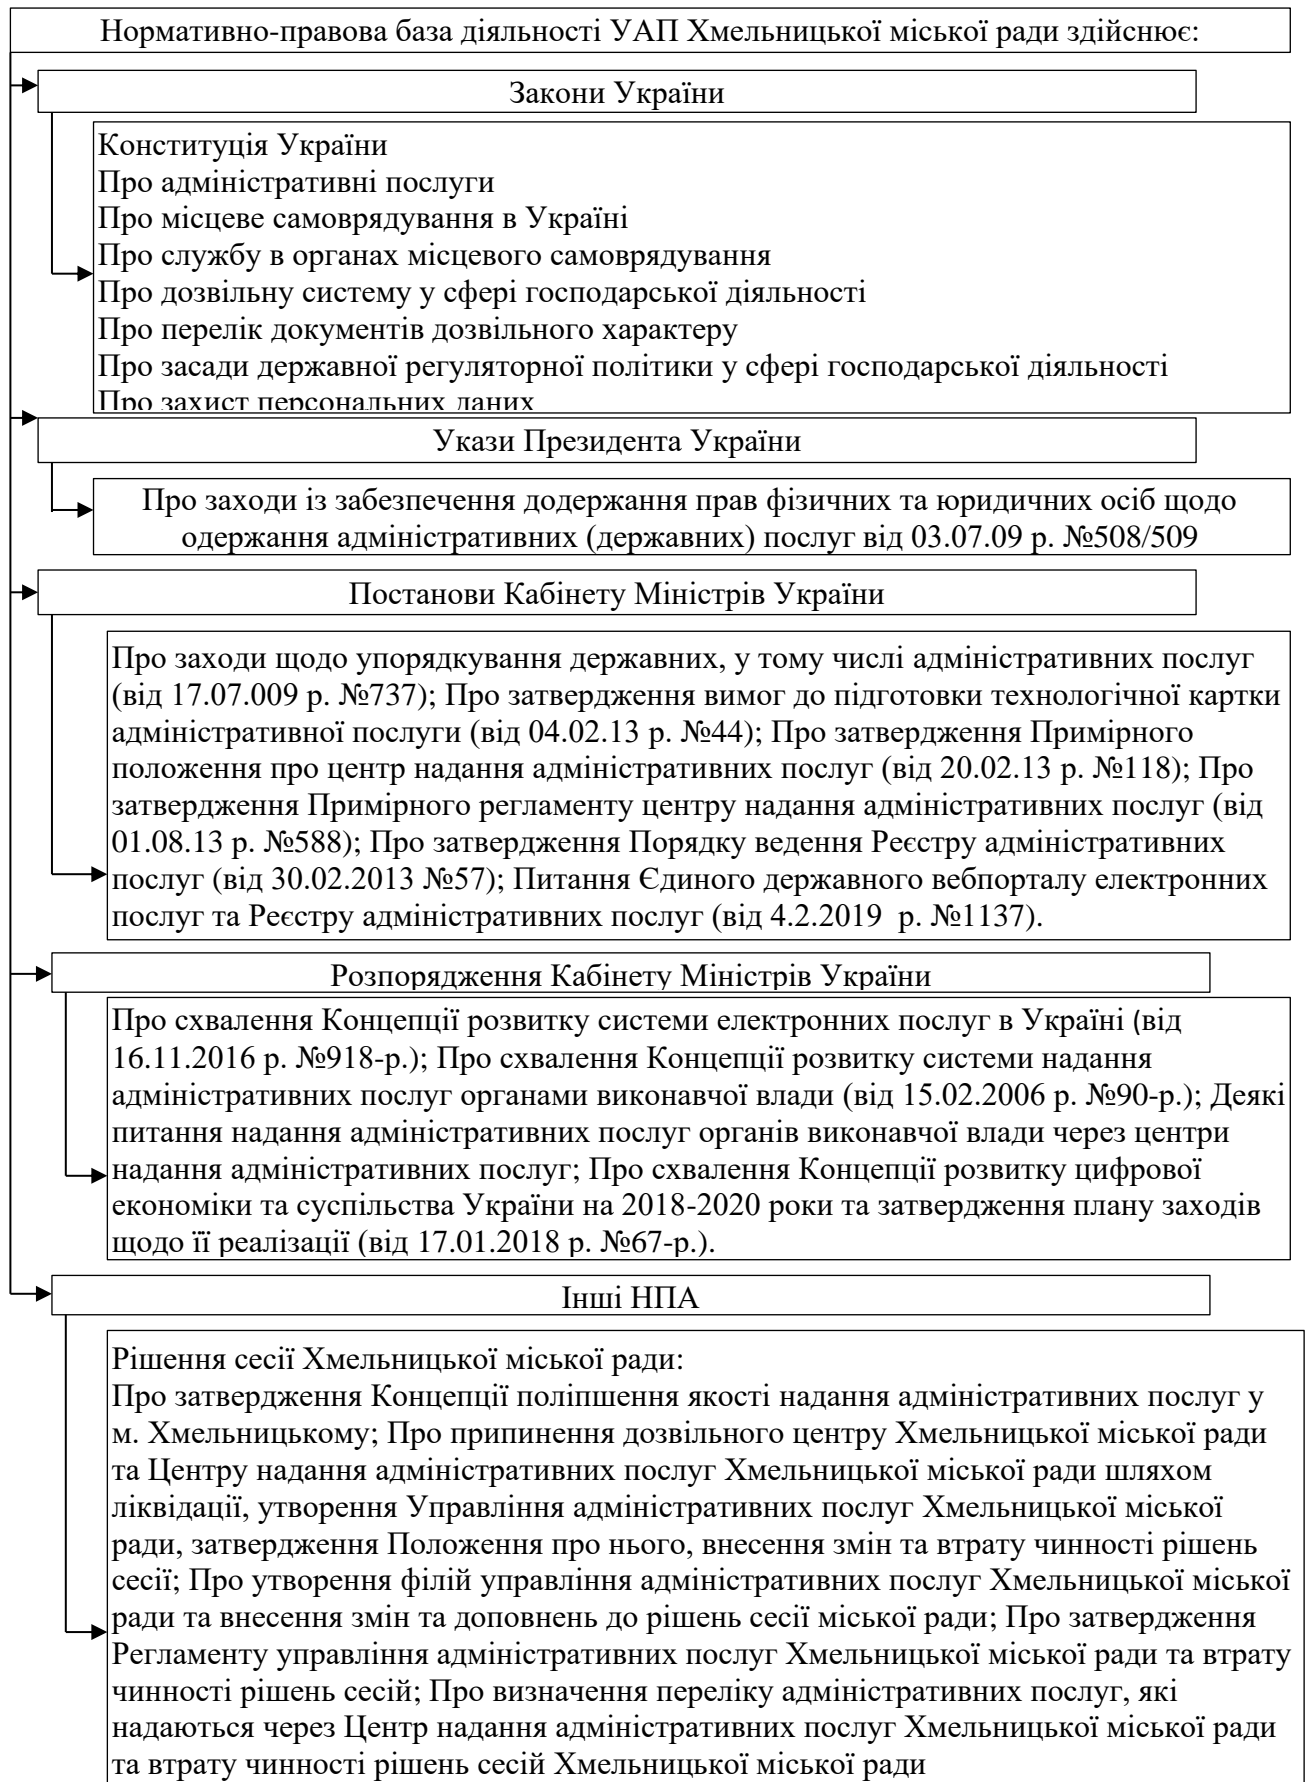 Нормативно-правова база діяльності УАП Хмельницької міської ради здійснює:
Закони України
Конституція України
Про адміністративні послуги
Про місцеве самоврядування в Україні
Про службу в органах місцевого самоврядування
Про дозвільну систему у сфері господарської діяльності
Про перелік документів дозвільного характеру
Про засади державної регуляторної політики у сфері господарської діяльності
Про захист персональних даних
Укази Президента України
Про заходи із забезпечення додержання прав фізичних та юридичних осіб щодо
одержання адміністративних (державних) послуг від 03.07.09 р. №508/509
Постанови Кабінету Міністрів України
Про заходи щодо упорядкування державних, у тому числі адміністративних послуг
(від 17.07.009 р. №737); Про затвердження вимог до підготовки технологічної картки
адміністративної послуги (від 04.02.13 р. №44); Про затвердження Примірного
положення про центр надання адміністративних послуг (від 20.02.13 р. №118); Про
затвердження Примірного регламенту центру надання адміністративних послуг (від
01.08.13 р. №588); Про затвердження Порядку ведення Реєстру адміністративних
послуг (від 30.02.2013 №57); Питання Єдиного державного вебпорталу електронних
послуг та Реєстру адміністративних послуг (від 4.2.2019 р. №1137).
Розпорядження Кабінету Міністрів України
Про схвалення Концепції розвитку системи електронних послуг в Україні (від
16.11.2016 р. №918-р.); Про схвалення Концепції розвитку системи надання
адміністративних послуг органами виконавчої влади (від 15.02.2006 р. №90-р.); Деякі
питання надання адміністративних послуг органів виконавчої влади через центри
надання адміністративних послуг; Про схвалення Концепції розвитку цифрової
економіки та суспільства України на 2018-2020 роки та затвердження плану заходів
щодо її реалізації (від 17.01.2018 р. №67-р.).
Інші НПА
Рішення сесії Хмельницької міської ради:
Про затвердження Концепції поліпшення якості надання адміністративних послуг у
м. Хмельницькому; Про припинення дозвільного центру Хмельницької міської ради
та Центру надання адміністративних послуг Хмельницької міської ради шляхом
ліквідації, утворення Управління адміністративних послуг Хмельницької міської
ради, затвердження Положення про нього, внесення змін та втрату чинності рішень
сесії; Про утворення філій управління адміністративних послуг Хмельницької міської
ради та внесення змін та доповнень до рішень сесії міської ради; Про затвердження
Регламенту управління адміністративних послуг Хмельницької міської ради та втрату
чинності рішень сесій; Про визначення переліку адміністративних послуг, які
надаються через Центр надання адміністративних послуг Хмельницької міської ради
та втрату чинності рішень сесій Хмельницької міської ради